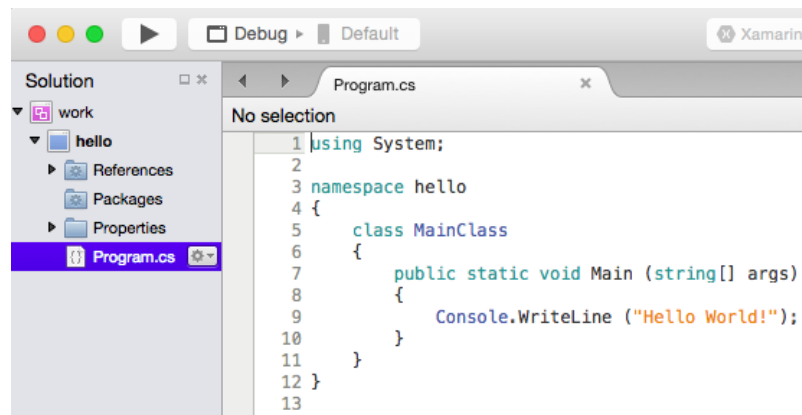 Debug Default Xamarin
Solution
work
hello
References
Packages
Properties
Program.cs
Program.cs
No selection
1 using System;
2
3 namespace hello
4 {
5     class MainClass
6     {
7         public static void Main (string[] args)
8         {
9             Console.WriteLine ("Hello World!");
10         }
11     }
12 }
13